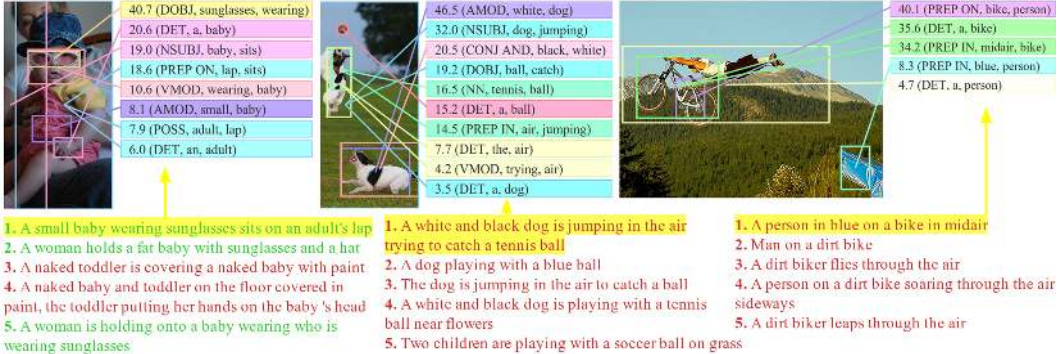 40.7 (DOBJ, sunglasses, wearing)
20.6 (DET, a, baby)
19.0 (NSUBJ, baby, sits)
18.6 (PREP ON, lap, sits)
10.6 (VMOD, wearing, baby)
8.1 (AMOD, small, baby)
7.9 (POSS, adult, lap)
6.0 (DET, an, adult)
1. A small baby wearing sunglasses sits on an adult's lap
2. A woman holds a fat baby with sunglasses and a hat
3. A naked toddler is covering a naked baby with paint
4. A naked baby and toddler on the floor covered in
paint, the toddler putting her hands on the baby 's head
5. A woman is holding onto a baby wearing who is
wearing sunglasses
46.5 (AMOD, white, dog)
32.0 (NSUBJ, dog, jumping)
20.5 (CONJ AND, black, white)
19.2 (DOBJ, ball, catch)
16.5 (NN, tennis, ball)
15.2 (DET, a, ball)
14.5 (PREP IN, air, jumping)
7.7 (DET, the, air)
4.2 (VMOD, trying, air)
3.5 (DET, a, dog)
1. A white and black dog is jumping in the air
trying to catch a tennis ball
2. A dog playing with a blue ball
3. The dog is jumping in the air to catch a ball
4. A white and black dog is playing with a tennis
ball near flowers
5. Two children are playing with a soccer ball on grass
40.1 (PREP ON, bike, person)
35.6 (DET, a, bike)
34.2 (PREP IN, midair, bike)
8.3 (PREP IN, blue, person)
4.7 (DET, a, person)
1. A person in blue on a bike in midair
2. Man on a dirt bike
3. A dirt biker flies through the air
4. A person on a dirt bike soaring through the air
sideways
5. A dirt biker leaps through the air